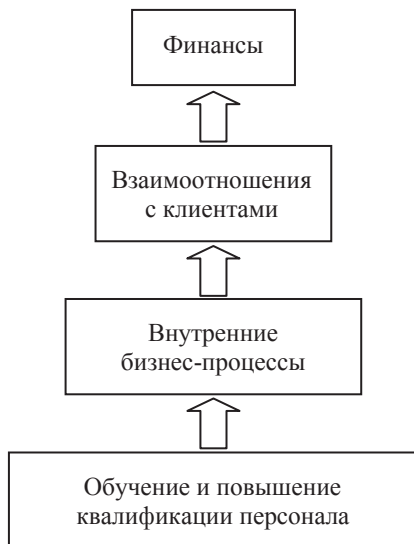 Финансы
Взаимоотношения
с клиентами
Внутренние
бизнес-процессы
Обучение и повышение
квалификации персонала